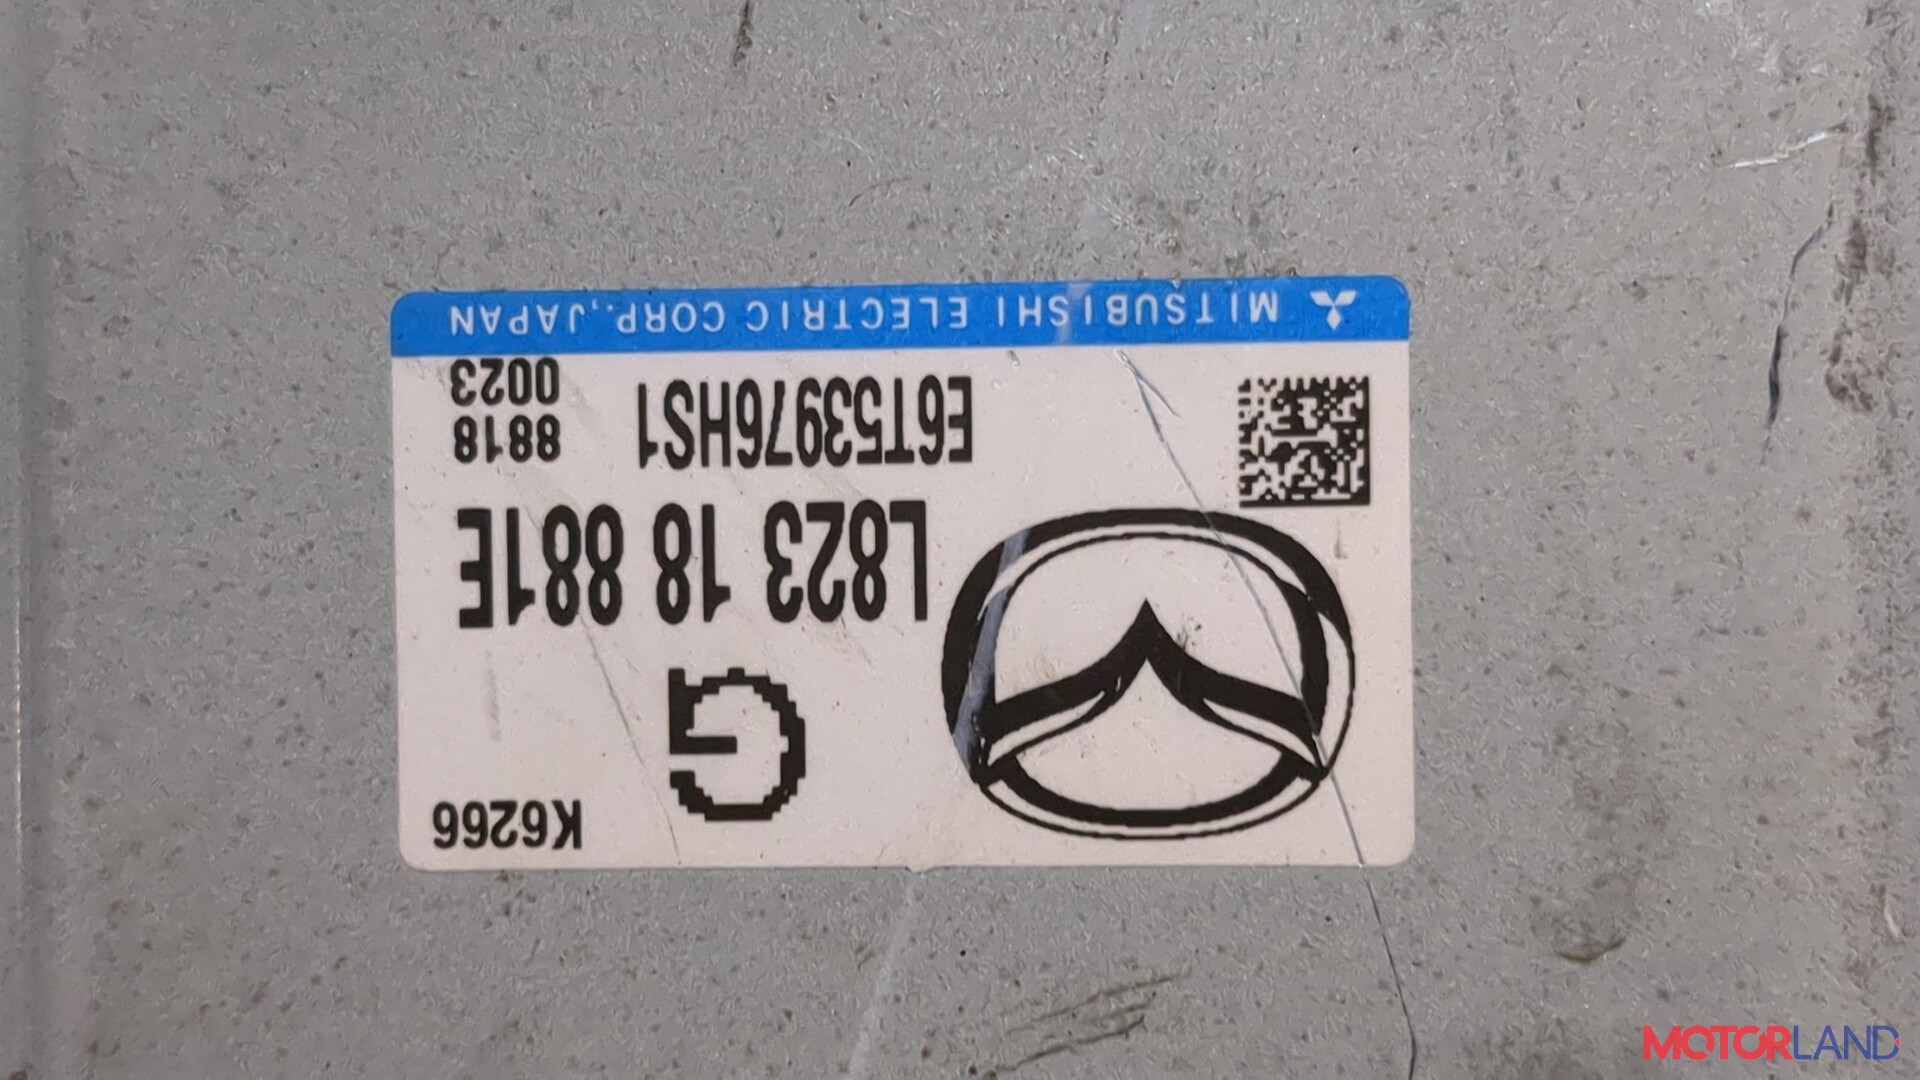 K6266
G
L823 18 881E
E6T53976HS1
8818
0023
MITSUBISHI ELECTRIC CORP.,JAPAN
MOTORLAND